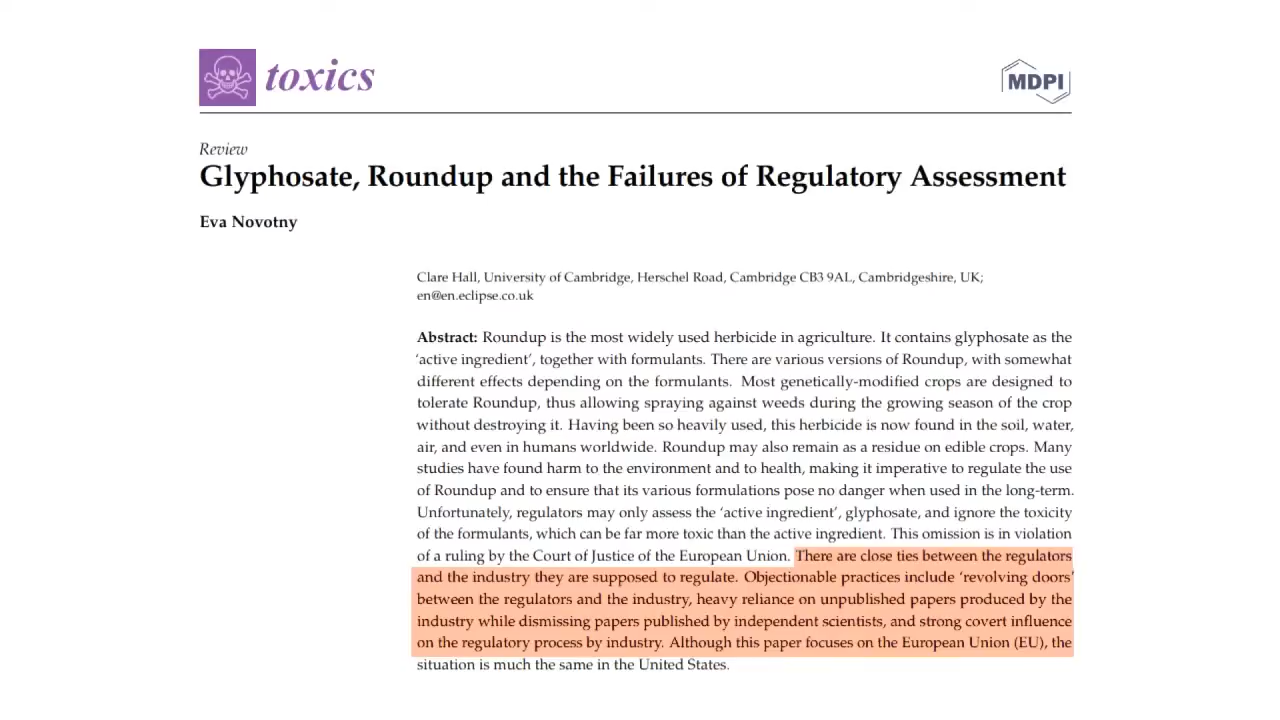 toxics
MDPI
Review
Glyphosate, Roundup and the Failures of Regulatory Assessment
Eva Novotny
Clare Hall, University of Cambridge, Herschel Road, Cambridge CB3 9AL, Cambridgeshire, UK;
en@en.eclipse.co.uk
Abstract: Roundup is the most widely used herbicide in agriculture. It contains glyphosate as the
‘active ingredient’, together with formulants. There are various versions of Roundup, with somewhat
different effects depending on the formulants. Most genetically-modified crops are designed to
tolerate Roundup, thus allowing spraying against weeds during the growing season of the crop
without destroying it. Having been so heavily used, this herbicide is now found in the soil, water,
air, and even in humans worldwide. Roundup may also remain as a residue on edible crops. Many
studies have found harm to the environment and to health, making it imperative to regulate the use
of Roundup and to ensure that its various formulations pose no danger when used in the long-term.
Unfortunately, regulators may only assess the ‘active ingredient’, glyphosate, and ignore the toxicity
of the formulants, which can be far more toxic than the active ingredient. This omission is in violation
of a ruling by the Court of Justice of the European Union. There are close ties between the regulators
and the industry they are supposed to regulate. Objectionable practices include ‘revolving doors’
between the regulators and the industry, heavy reliance on unpublished papers produced by the
industry while dismissing papers published by independent scientists, and strong covert influence
on the regulatory process by industry. Although this paper focuses on the European Union (EU), the
situation is much the same in the United States.